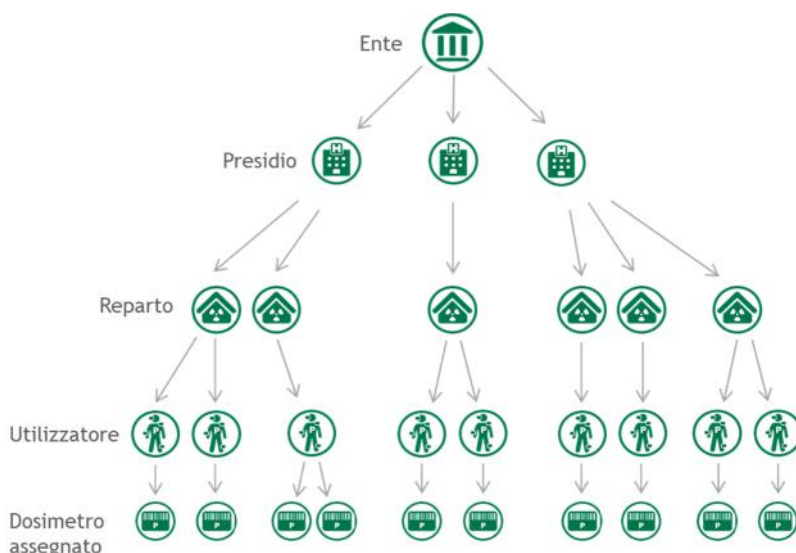 Ente
H H H
Presidio
Reparto
P P P P P P P P P
Utilizzatore
P P P P P P P P P P
Dosimetro
assegnato